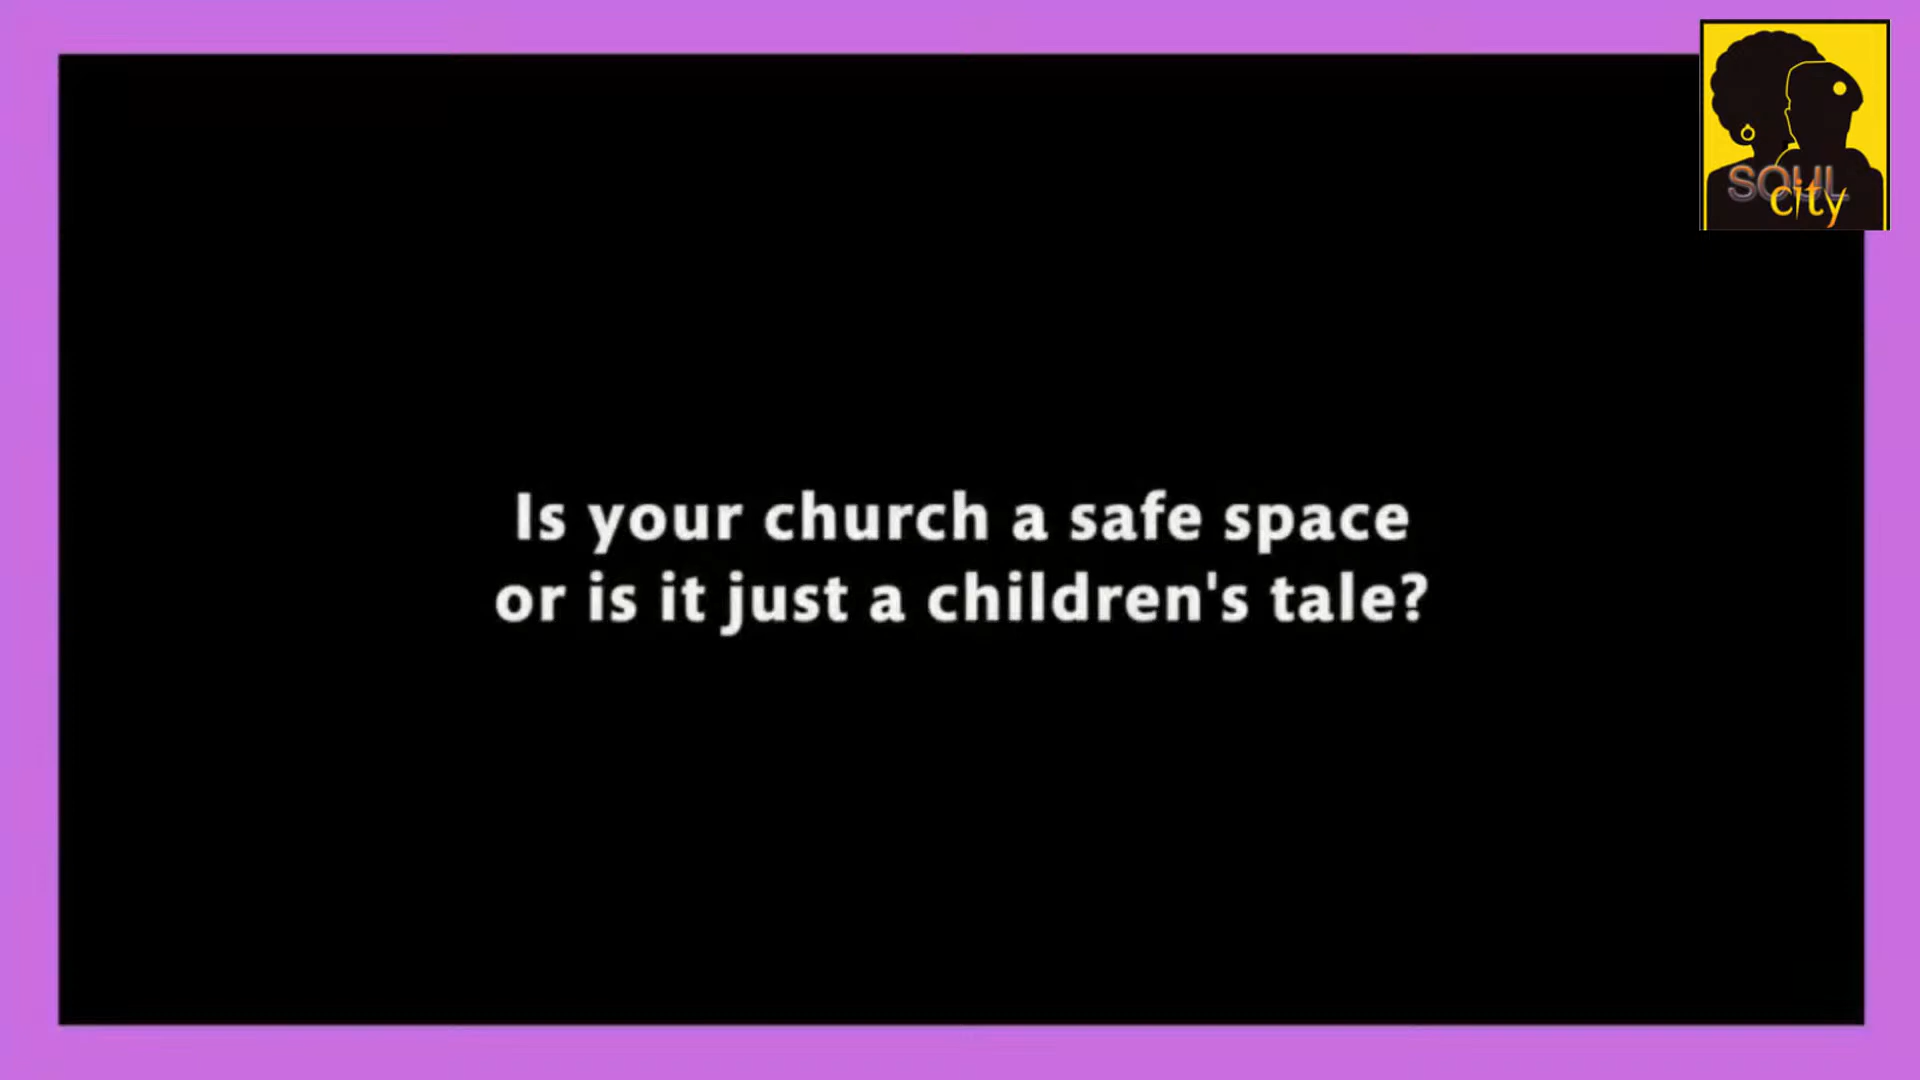 SOUL
city
Is your church a safe space
or is it just a children's tale?